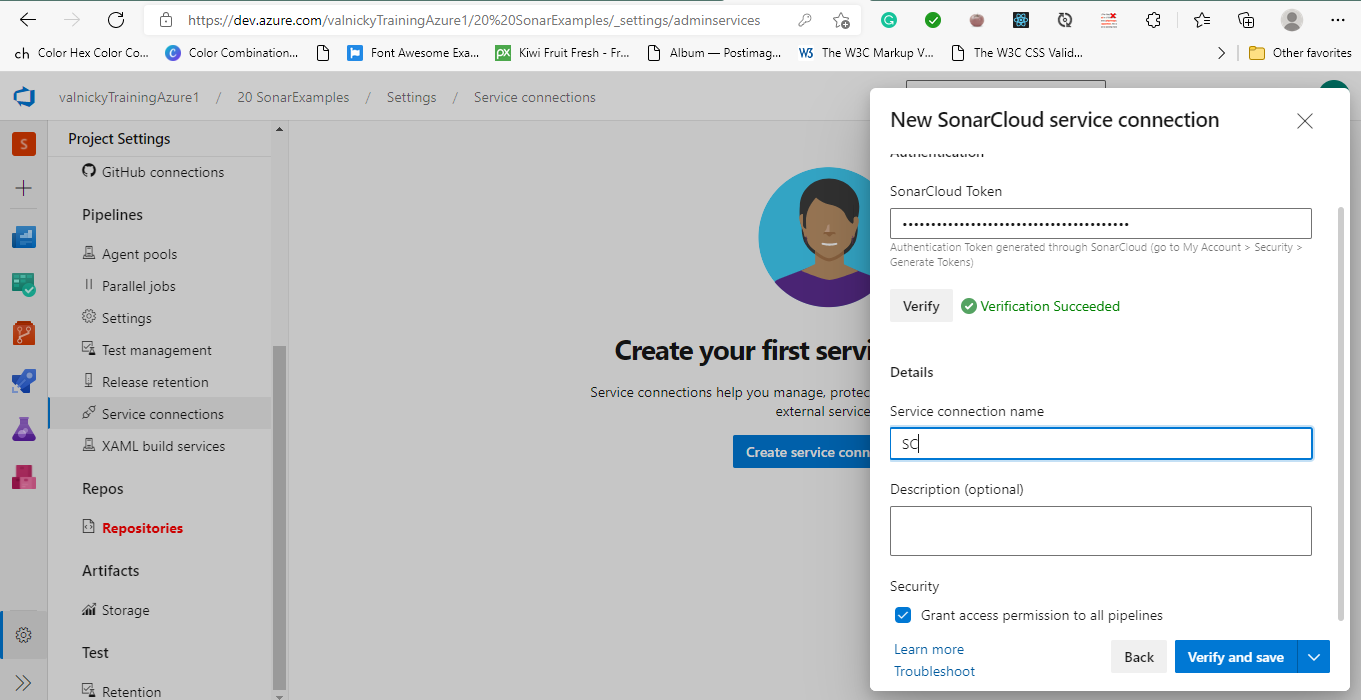 https://dev.azure.com/valnickyTrainingAzure1/20%20SonarExamples/_settings/adminservices
ch Color Hex Color Co... C Color Combination... Font Awesome Exa... px Kiwi Fruit Fresh - Fr... Album — Postimag... W3 The W3C Markup V... The W3C CSS Valid... Other favorites
valnickyTrainingAzure1 / 20 SonarExamples / Settings / Service connections
S
Project Settings
GitHub connections
Pipelines
Agent pools
Parallel jobs
Settings
Test management
Release retention
Service connections
XAML build services
Repos
Repositories
Artifacts
Storage
Test
Retention
Create your first servi
Service connections help you manage, protec
external service
Create service conn
New SonarCloud service connection
Authentication
SonarCloud Token
••••••••••••••••••••••••••••••••••••••••
Authentication Token generated through SonarCloud (go to My Account > Security >
Generate Tokens)
Verify Verification Succeeded
Details
Service connection name
SC
Description (optional)
Security
Grant access permission to all pipelines
Learn more
Troubleshoot
Back Verify and save